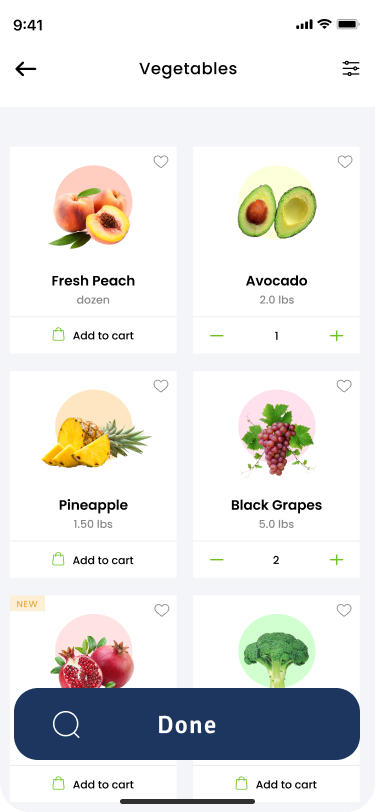 9:41
Vegetables
Fresh Peach
dozen
Add to cart
Avocado
2.0 lbs
1
Pineapple
1.50 lbs
Add to cart
Black Grapes
5.0 lbs
2
NEW
Done
Add to cart
Add to cart